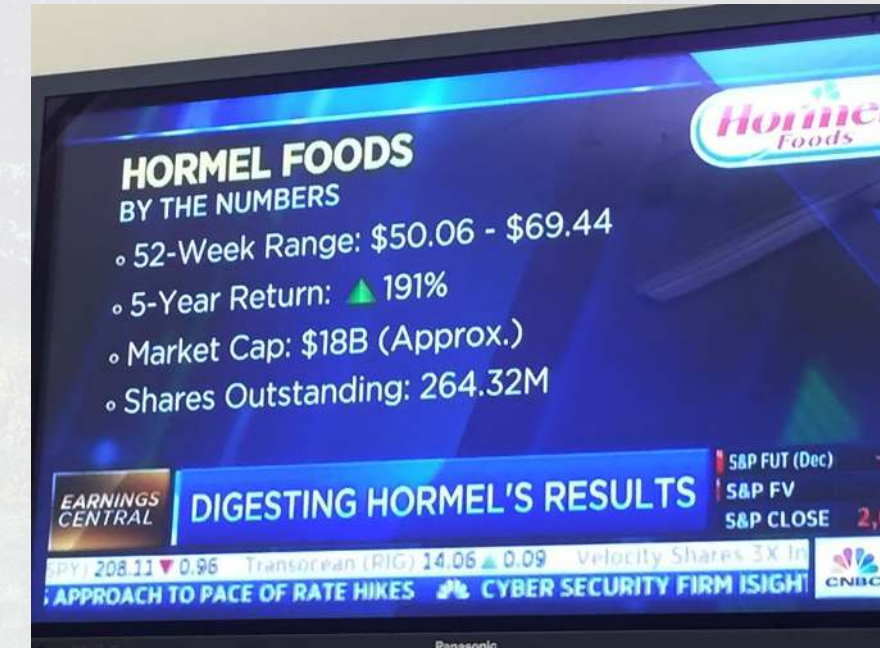 Hormel
Foods
HORMEL FOODS
BY THE NUMBERS
52-Week Range: $50.06 - $69.44
5-Year Return: ▲ 191%
Market Cap: $18B (Approx.)
Shares Outstanding: 264.32M
EARNINGS
CENTRAL
DIGESTING HORMEL'S RESULTS
S&P FUT (Dec)
S&P FV
S&P CLOSE 2,
SPY) 208.11 ▼ 0.96 Transocean (RIG) 14.06 ▲ 0.09 Velocity Shares 3X In
APPROACH TO PACE OF RATE HIKES CYBER SECURITY FIRM ISIGHT
CNBC
Panasonic